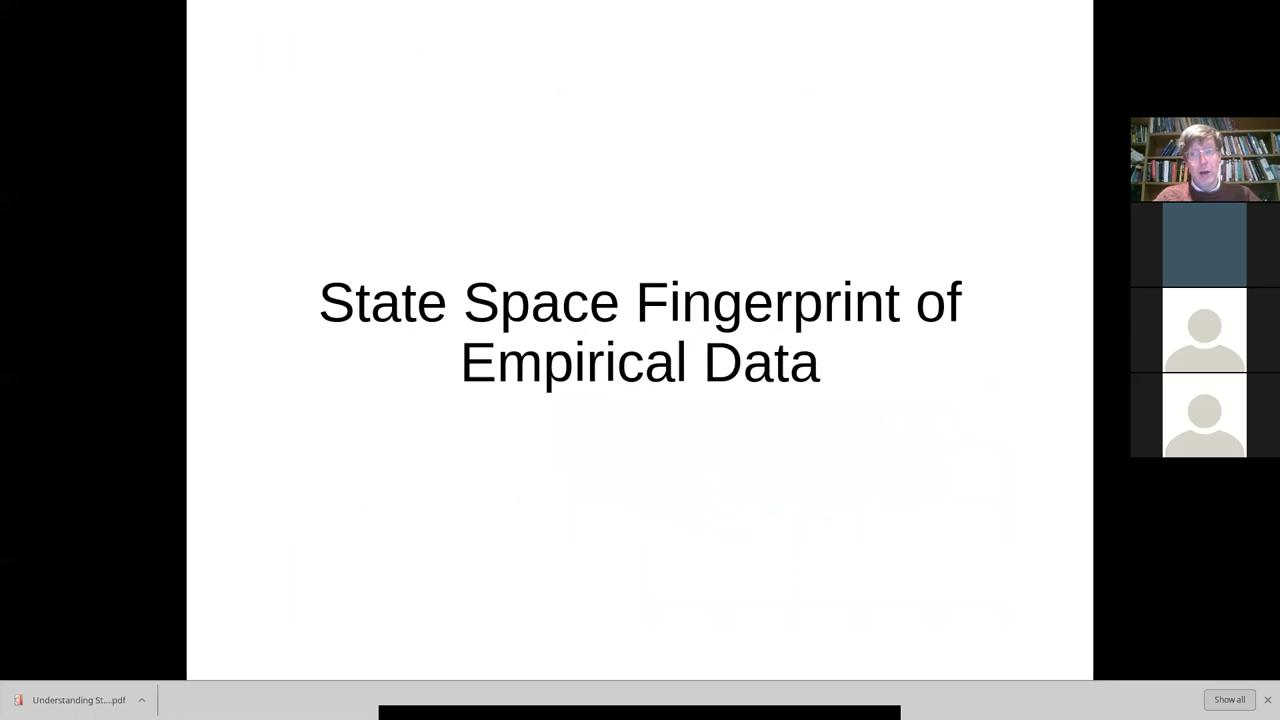 State Space Fingerprint of
Empirical Data
Understanding St....pdf
Show all